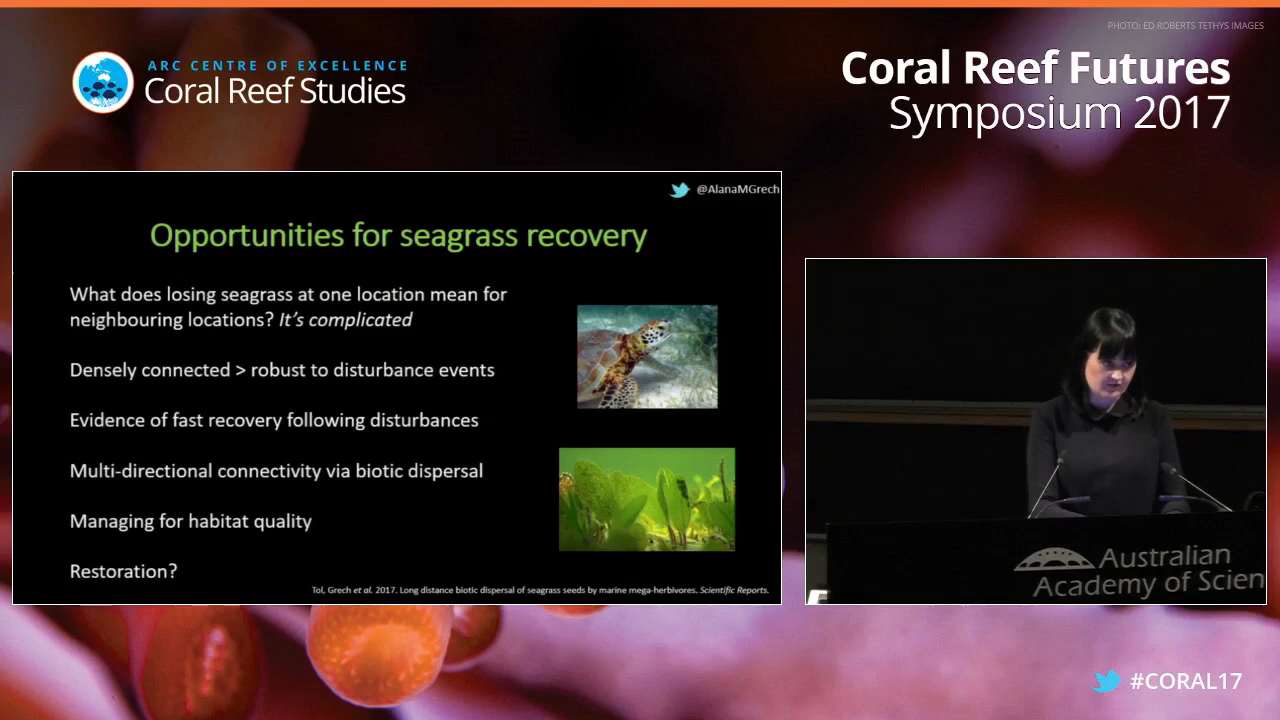 PHOTO: ED ROBERTS TETHYS IMAGES
ARC CENTRE OF EXCELLENCE
Coral Reef Studies
Coral Reef Futures
Symposium 2017
@AlanaMGrech
Opportunities for seagrass recovery
What does losing seagrass at one location mean for
neighbouring locations? It's complicated
Densely connected > robust to disturbance events
Evidence of fast recovery following disturbances
Multi-directional connectivity via biotic dispersal
Managing for habitat quality
Restoration?
Tol, Grech et al. 2017. Long distance biotic dispersal of seagrass seeds by marine mega-herbivores. Scientific Reports.
Australian
Academy of Scien
#CORAL17